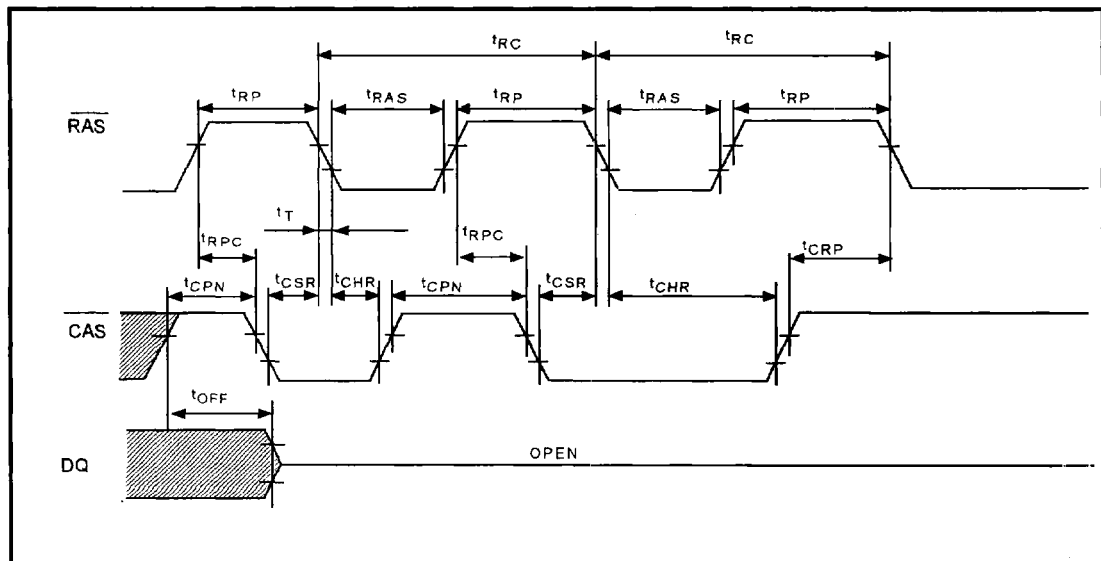 tRC tRC
tRP tRAS tRP tRAS tRP
RAS
tT
tRPC tRPC tCRP
tCPN tCSR tCHR tCPN tCSR tCHR
CAS
tOFF
DQ OPEN